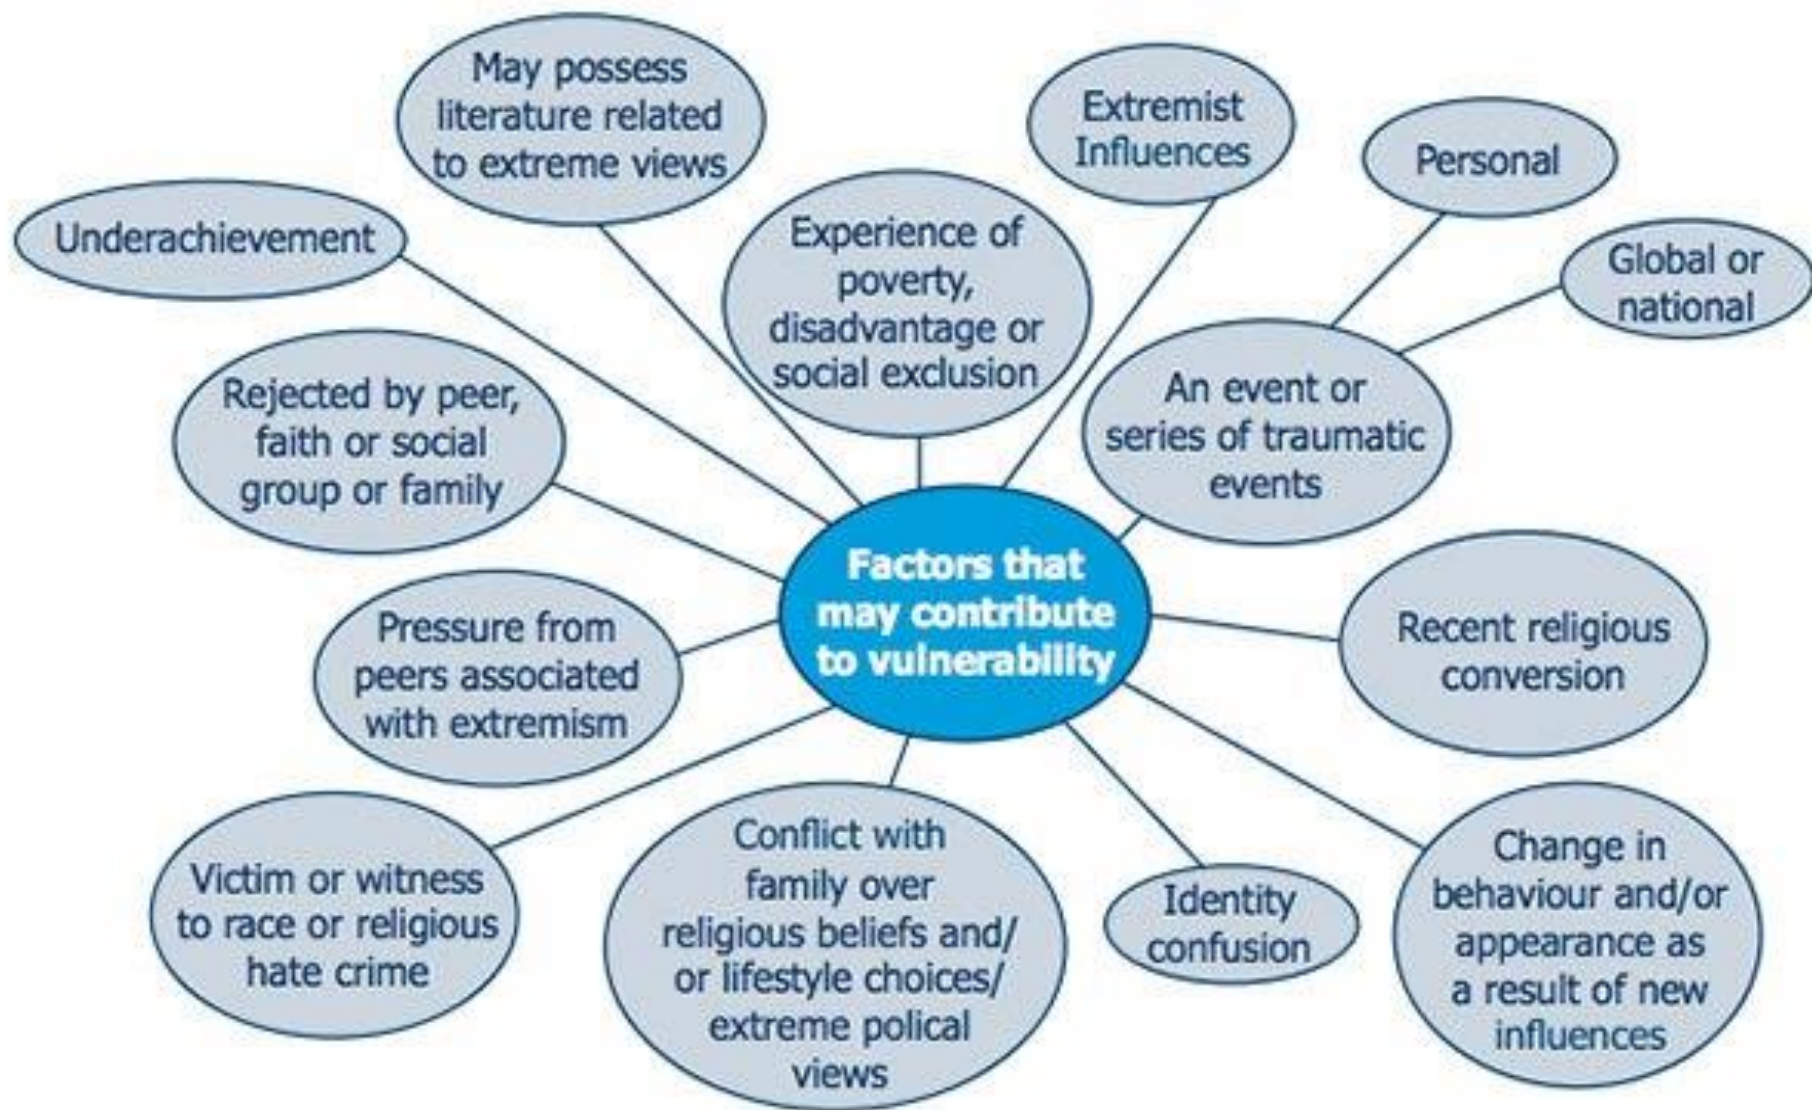 May possess
literature related
to extreme views
Extremist
Influences
Personal
Underachievement
Experience of
poverty,
disadvantage or
social exclusion
Global or
national
Rejected by peer,
faith or social
group or family
An event or
series of traumatic
events
Factors that
may contribute
to vulnerability
Pressure from
peers associated
with extremism
Recent religious
conversion
Victim or witness
to race or religious
hate crime
Conflict with
family over
religious beliefs and/
or lifestyle choices/
extreme polical
views
Identity
confusion
Change in
behaviour and/or
appearance as
a result of new
influences